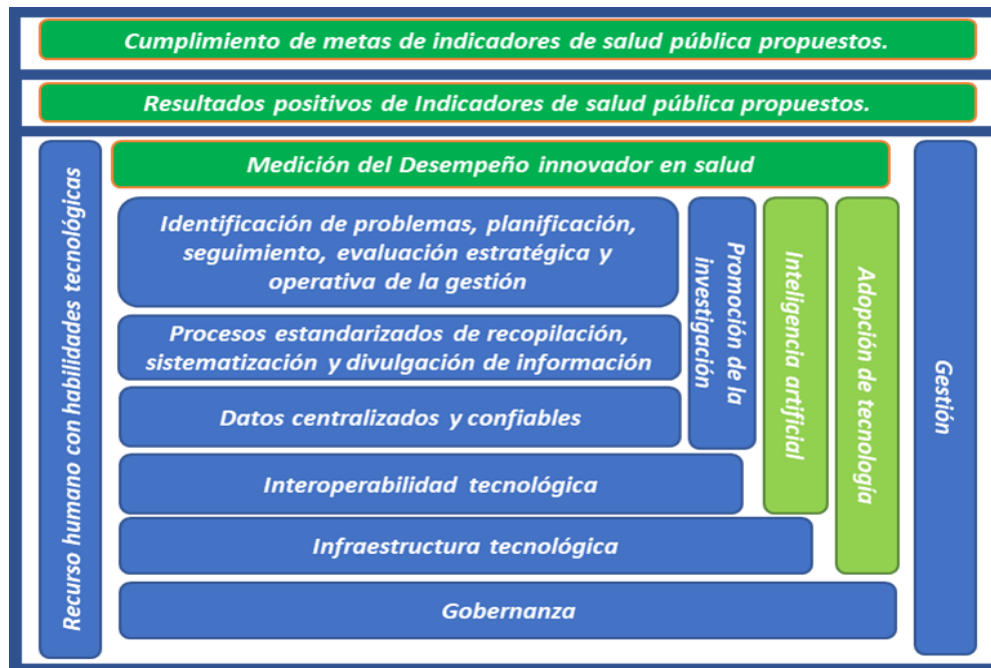 Cumplimiento de metas de indicadores de salud pública propuestos.
Resultados positivos de Indicadores de salud pública propuestos.
Recurso humano con habilidades tecnológicas
Medición del Desempeño innovador en salud
Identificación de problemas, planificación,
seguimiento, evaluación estratégica y
operativa de la gestión
Procesos estandarizados de recopilación,
sistematización y divulgación de información
Datos centralizados y confiables
Interoperabilidad tecnológica
Infraestructura tecnológica
Gobernanza
Promoción de la
investigación
Inteligencia artificial
Adopción de tecnología
Gestión